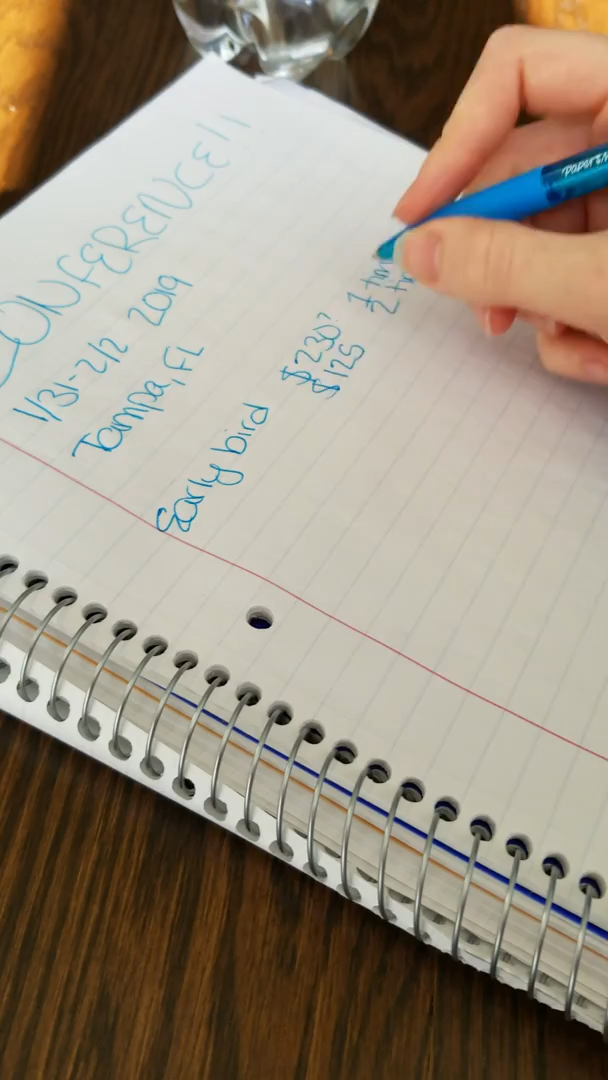 CONFERENCE!!
1/31-2/2 2019
Tampa, FL
Early bird $230
$125